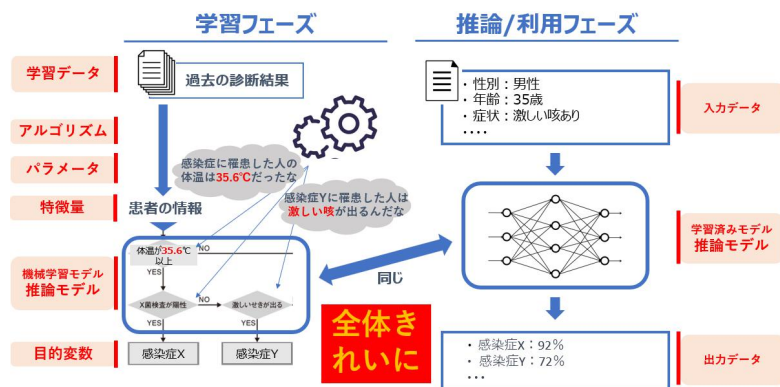 学習フェーズ
推論/利用フェーズ
学習データ
過去の診断結果
アルゴリズム
パラメータ
特徴量
感染症に罹患した人の
体温は35.6℃だったな
感染症Yに罹患した人は
激しい咳が出るんだな
患者の情報
機械学習モデル
推論モデル
体温が35.6℃
以上
NO
YES
X菌検査が陽性
NO
激しいせきが出る
YES
YES
目的変数
感染症X
感染症Y
同じ
全体き
れいに
・性別：男性
・年齢：35歳
・症状：激しい咳あり
・・・・
入力データ
学習済みモデル
推論モデル
・感染症X：92%
・感染症Y：72%
・・・
出力データ